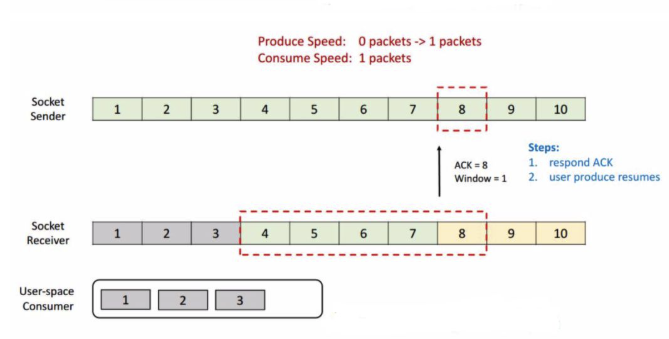 Produce Speed: 0 packets -> 1 packets
Consume Speed: 1 packets
Socket
Sender
1 2 3 4 5 6 7 8 9 10
ACK = 8
Window = 1
Steps:
1. respond ACK
2. user produce resumes
Socket
Receiver
1 2 3 4 5 6 7 8 9 10
User-space
Consumer
1 2 3